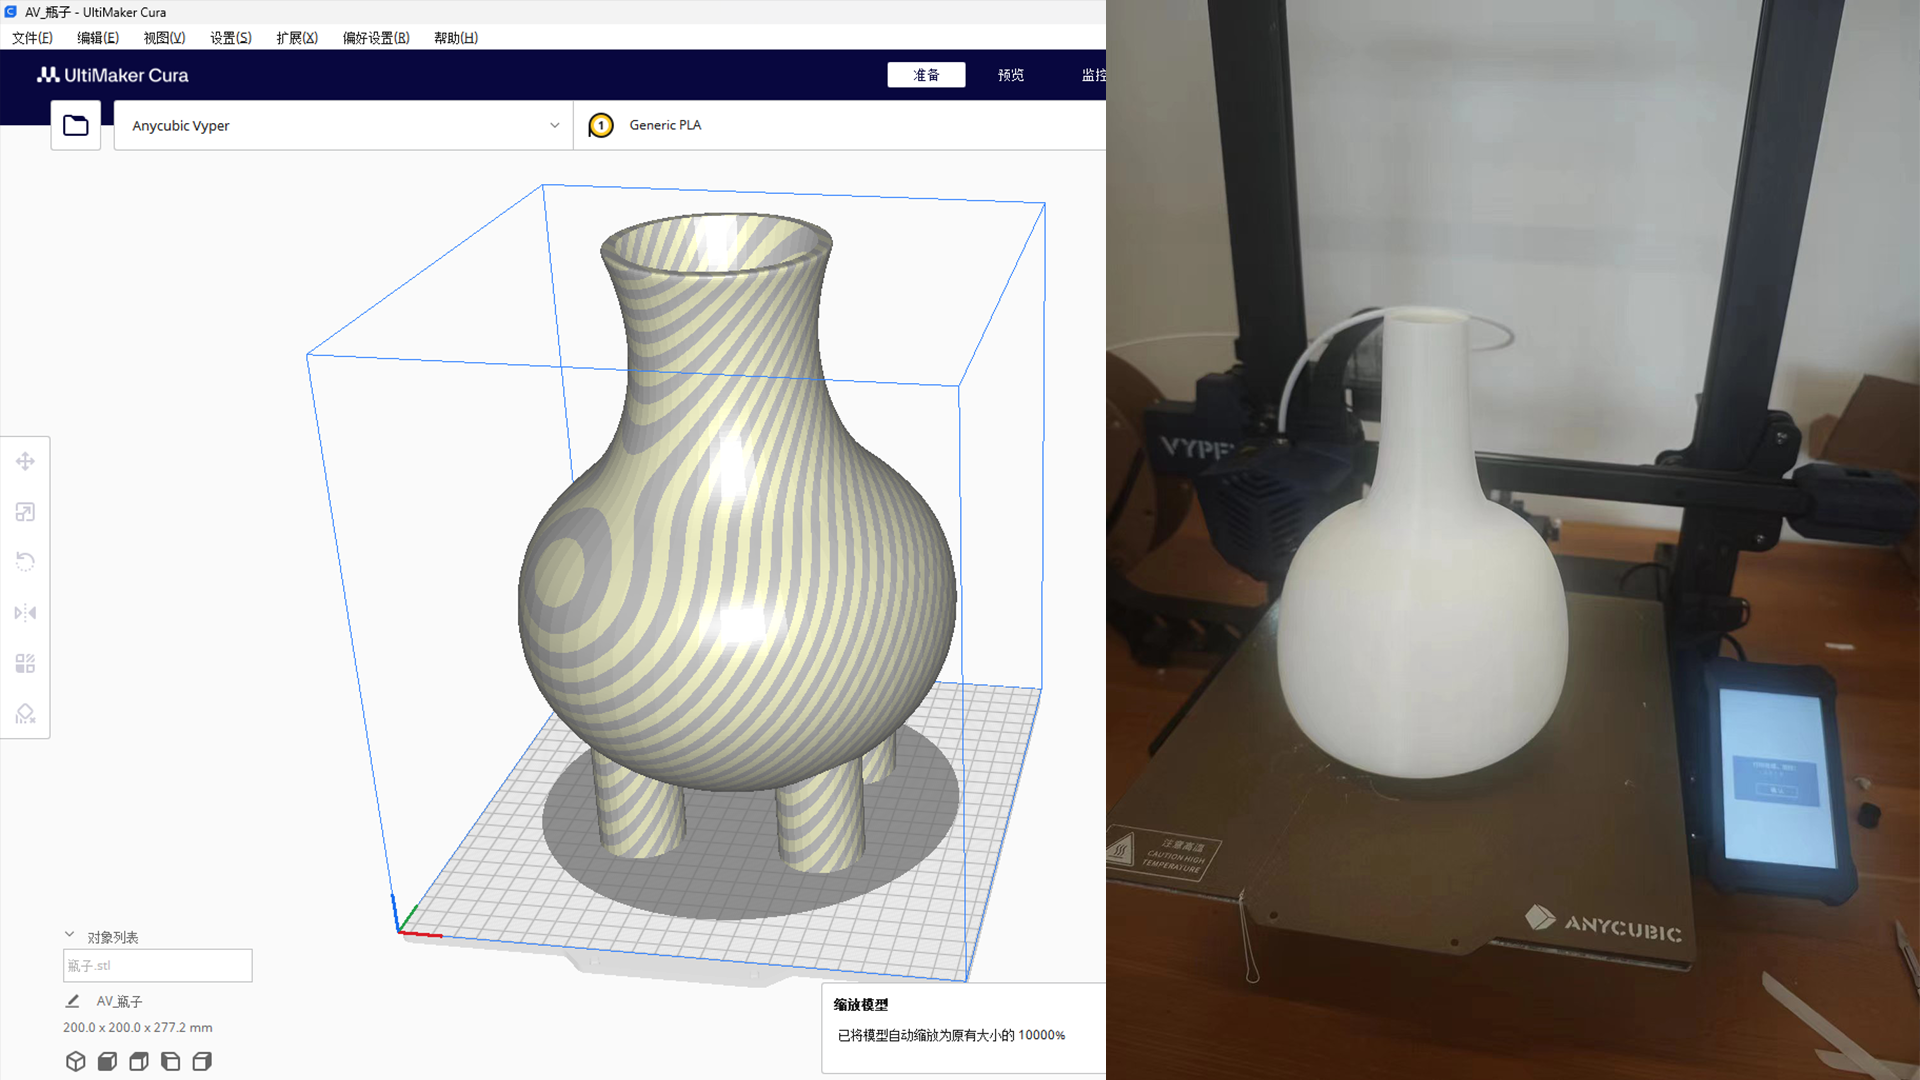 AV_瓶子 - UltiMaker Cura
文件(F) 编辑(E) 视图(V) 设置(S) 扩展(X) 偏好设置(R) 帮助(H)
UltiMaker Cura
准备 预览 监控
Anycubic Vyper
1 Generic PLA
对象列表
瓶子.stl
AV_瓶子
200.0 x 200.0 x 277.2 mm
缩放模型
已将模型自动缩放为原有大小的 10000%
VYPE
注意高温
CAUTION HIGH
TEMPERATURE
ANYCUBIC